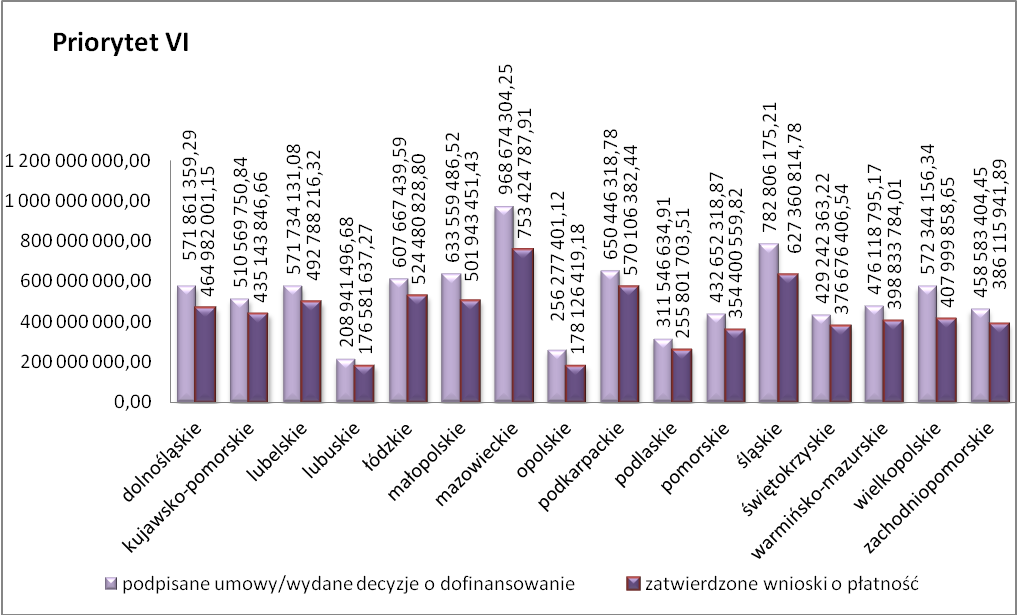 Priorytet VI
1 200 000 000,00
1 000 000 000,00
800 000 000,00
600 000 000,00
400 000 000,00
200 000 000,00
0,00
571 861 359,29
464 982 001,15
510 569 750,84
435 143 846,66
571 734 131,08
492 788 216,32
208 941 496,68
176 581 637,27
607 667 439,59
524 480 828,80
633 559 486,52
501 943 451,43
968 674 304,25
753 424 787,91
256 277 401,12
178 126 419,18
650 446 318,78
570 106 382,44
311 546 634,91
255 801 703,51
432 652 318,87
354 400 559,82
782 806 175,21
627 360 814,78
429 242 363,22
376 676 406,54
476 118 795,17
398 833 784,01
572 344 156,34
407 999 858,65
458 583 404,45
386 115 941,89
dolnośląskie
kujawsko-pomorskie
lubelskie
lubuskie
łódzkie
małopolskie
mazowieckie
opolskie
podkarpackie
podlaskie
pomorskie
śląskie
świętokrzyskie
warmińsko-mazurskie
wielkopolskie
zachodniopomorskie
podpisane umowy/wydane decyzje o dofinansowanie
zatwierdzone wnioski o płatność